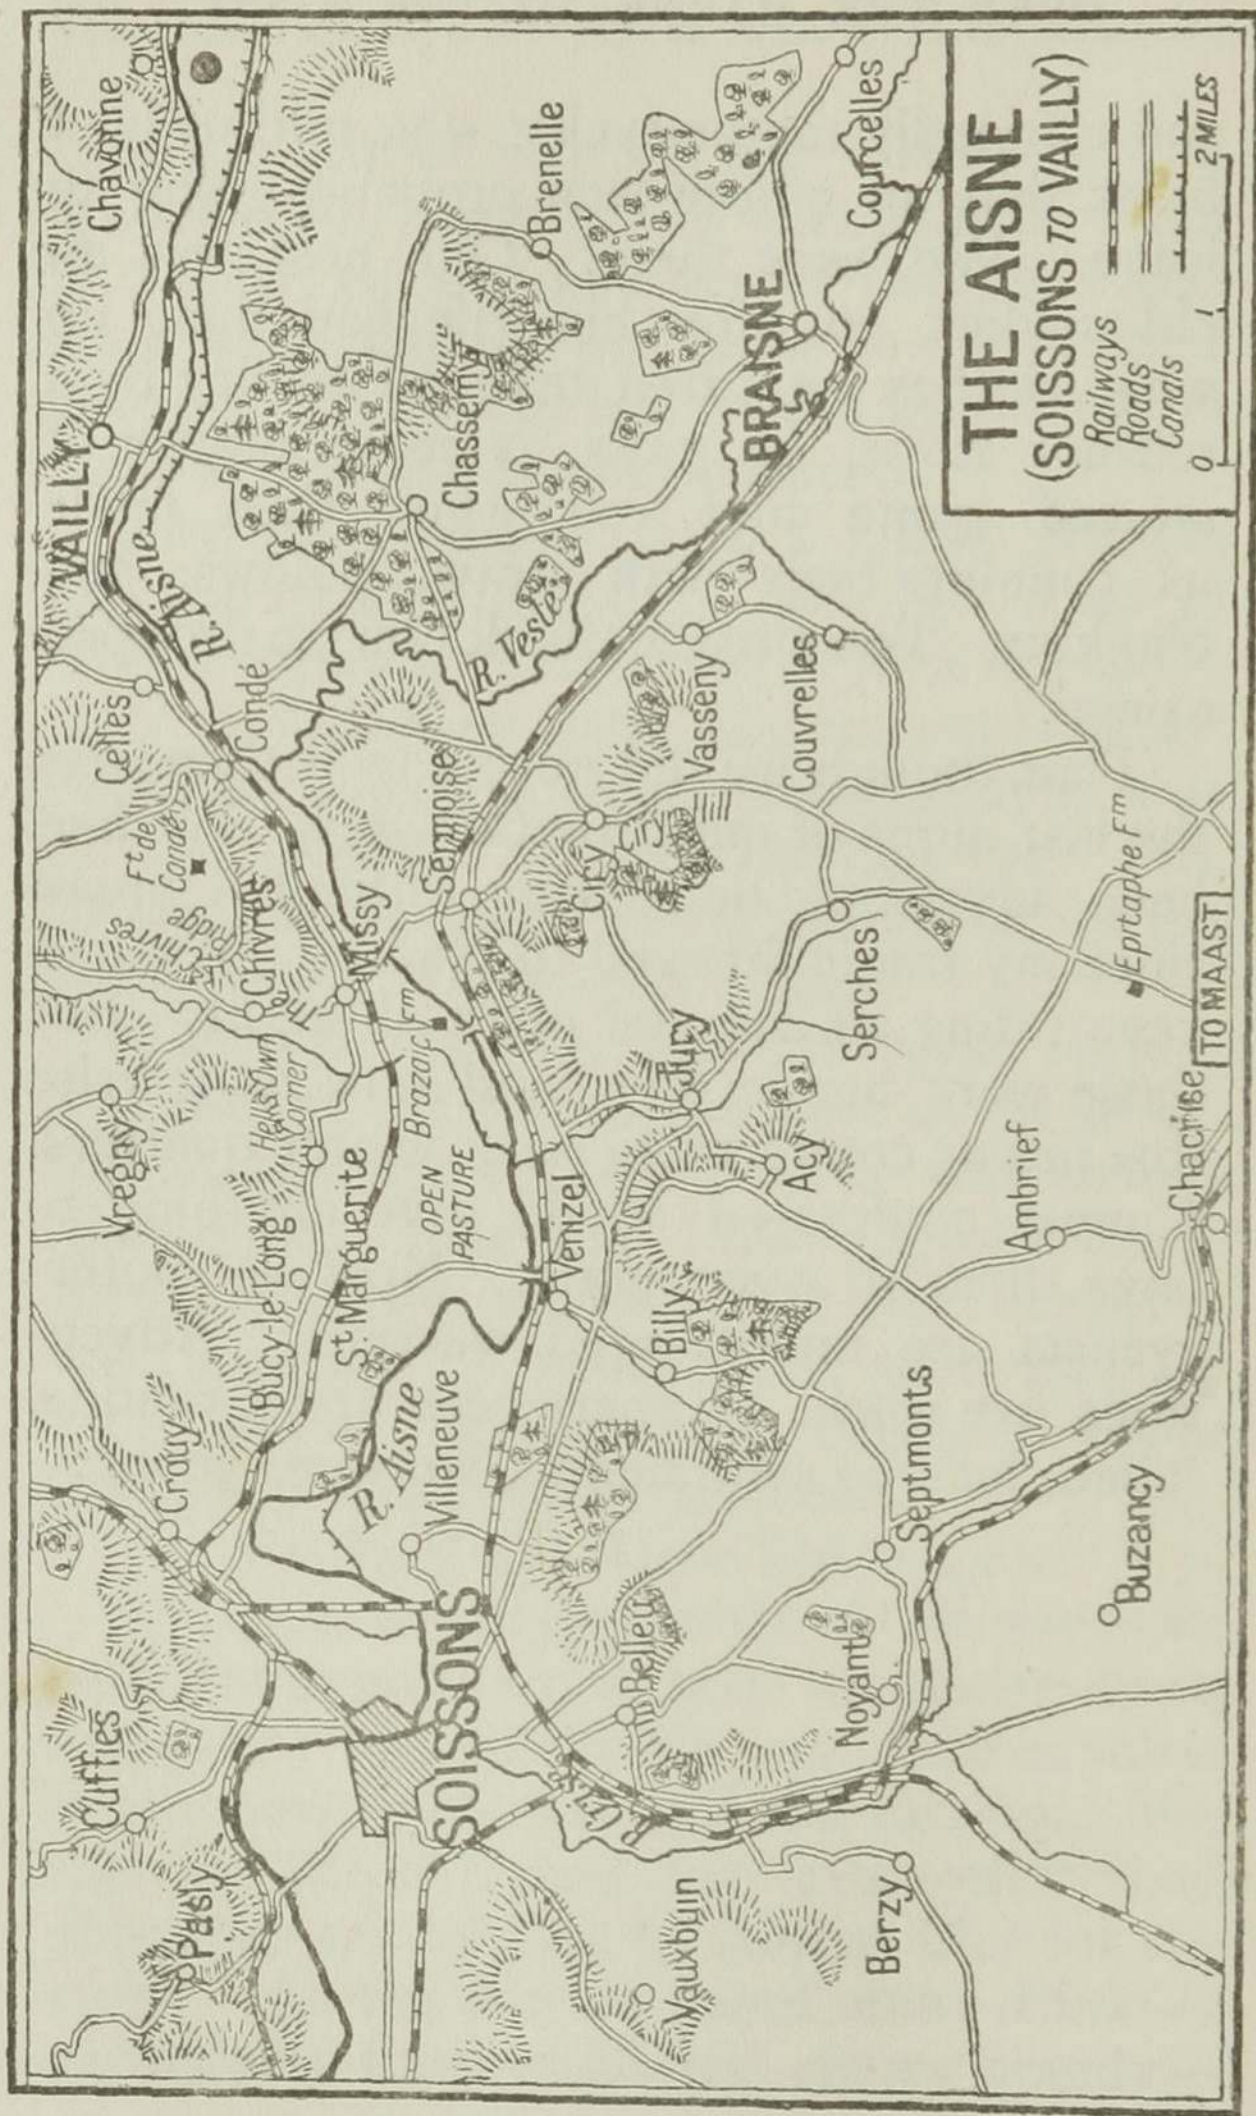 THE AISNE
(SOISSONS TO VAILLY)
Railways
Roads
Canals
0 1 2 MILES
Pasly
Cuffies
Crouy
Vregny
Chivres
Ridge
Ft de
Condé
Celles
VAILLY
Chavonne
Bucy-le-Long
Hells Own
Corner
Chivres
Condé
R. Aisne
St Marguerite
Missy
Sermoise
Chassemy
Brenelle
SOISSONS
R. Aisne
Villeneuve
OPEN
PASTURE
Brazaic Fm
R. Vesle
Venizel
Ciry
Vasseny
BRAISNE
Courcelles
Vauxbuin
R. Crise
Belleu
Billy
Jury
Acy
Serches
Couvrelles
Berzy
Noyant
Septmonts
Ambrief
Epitaphe Fm
Buzancy
Chacrise
TO MAAST